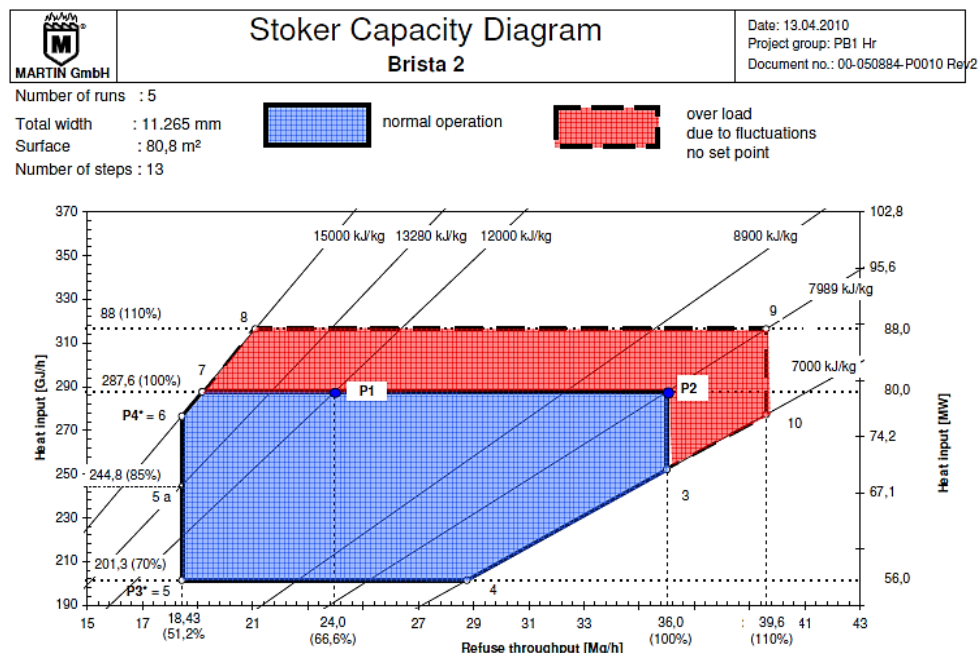 M
MARTIN GmbH
Stoker Capacity Diagram
Brista 2
Date: 13.04.2010
Project group: PB1 Hr
Document no.: 00-050884-P0010 Rev2
Number of runs : 5
Total width : 11.265 mm
Surface : 80,8 m²
Number of steps : 13
normal operation
over load
due to fluctuations
no set point
370
102,8
15000 kJ/kg
13280 kJ/kg
12000 kJ/kg
8900 kJ/kg
350
95,6
7989 kJ/kg
330
88 (110%)
8
9
88,0
310
7
7000 kJ/kg
287,6 (100%)
290
P1
P2
80,0
P4* = 6
10
270
74,2
244,8 (85%)
250
5 a
3
67,1
230
210
201,3 (70%)
P3* = 5
4
56,0
190
Heat input [GJ/h]
Heat input [MW]
15
17
18,43
21
24,0
27
29
31
33
36,0
39,6
41
43
(51,2%
(66,6%)
(100%)
(110%)
Refuse throughput [Mg/h]